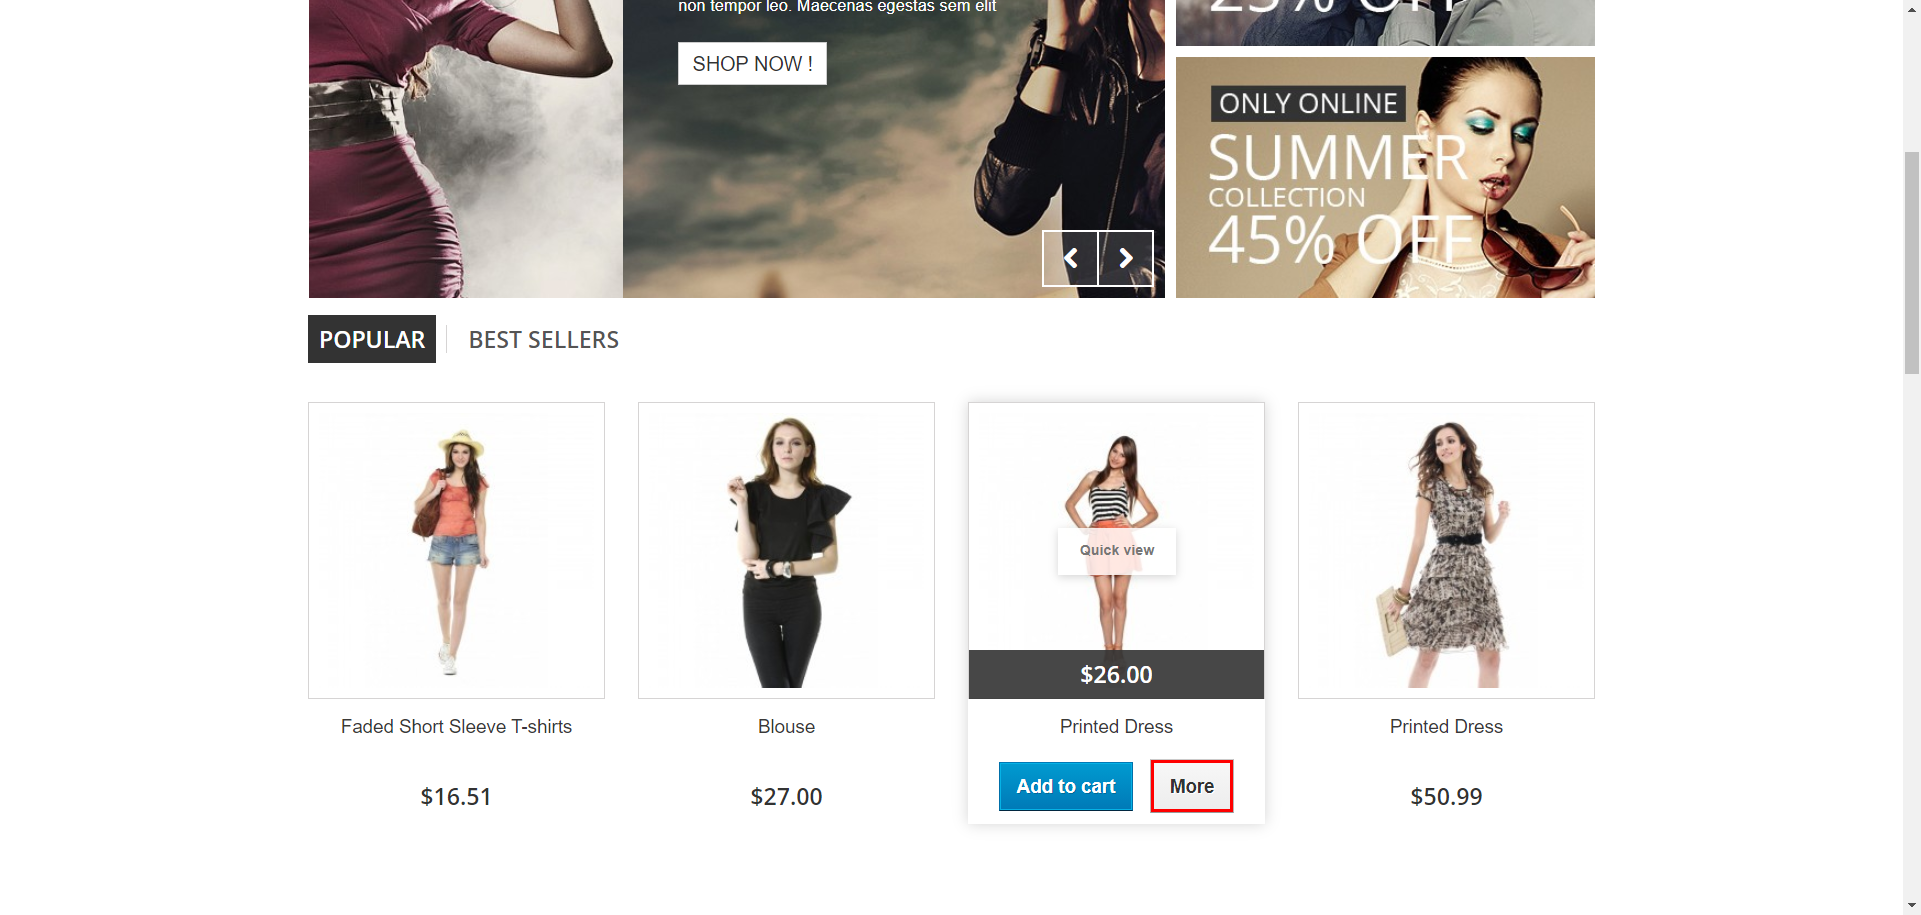 non tempor leo. Maecenas egestas sem elit
SHOP NOW !
25% OFF
ONLY ONLINE
SUMMER
COLLECTION
45% OFF
POPULAR
BEST SELLERS
Quick view
$26.00
Faded Short Sleeve T-shirts
Blouse
Printed Dress
Printed Dress
$16.51
$27.00
Add to cart
More
$50.99